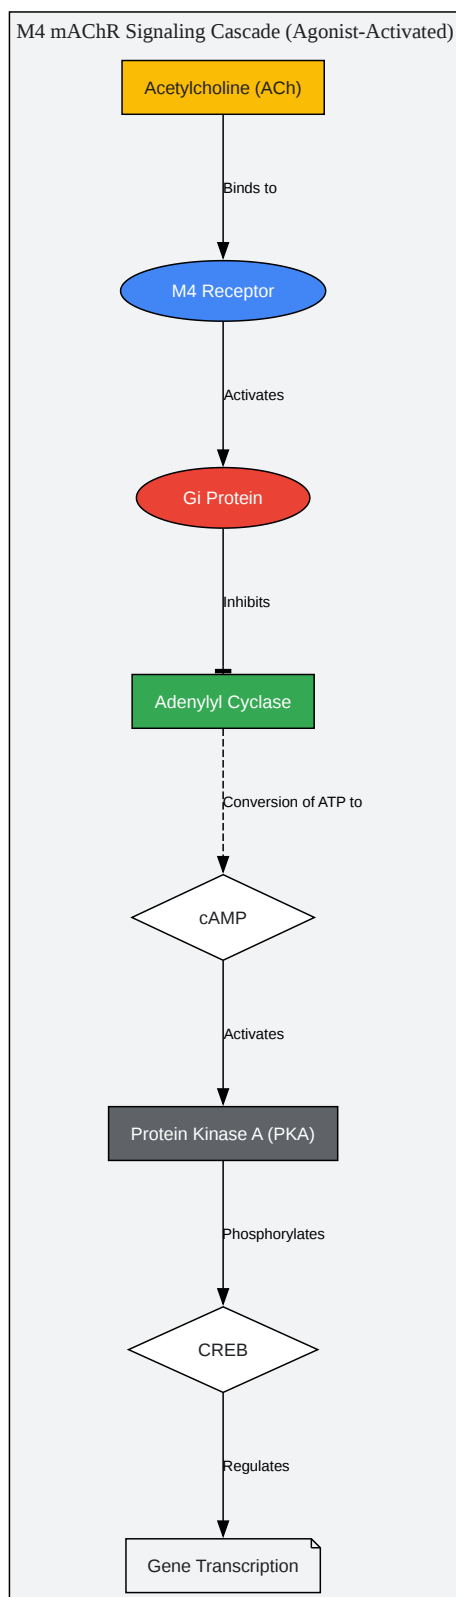 M4 mAChR Signaling Cascade (Agonist-Activated)
Acetylcholine (ACh)
Binds to
M4 Receptor
Activates
Gi Protein
Inhibits
Adenylyl Cyclase
Conversion of ATP to
cAMP
Activates
Protein Kinase A (PKA)
Phosphorylates
CREB
Regulates
Gene Transcription